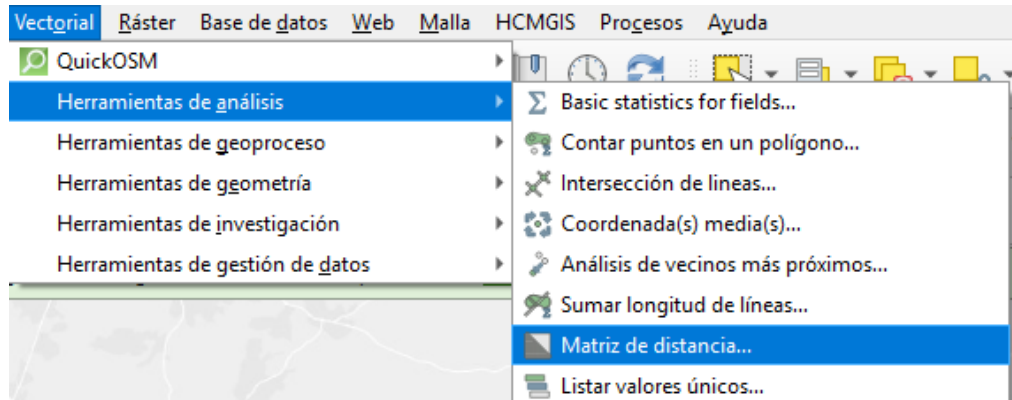 Vectorial Ráster Base de datos Web Malla HCMGIS Procesos Ayuda
QuickOSM
Herramientas de análisis
Herramientas de geoproceso
Herramientas de geometría
Herramientas de investigación
Herramientas de gestión de datos
Basic statistics for fields...
Contar puntos en un polígono...
Intersección de lineas...
Coordenada(s) media(s)...
Análisis de vecinos más próximos...
Sumar longitud de líneas...
Matriz de distancia...
Listar valores únicos...